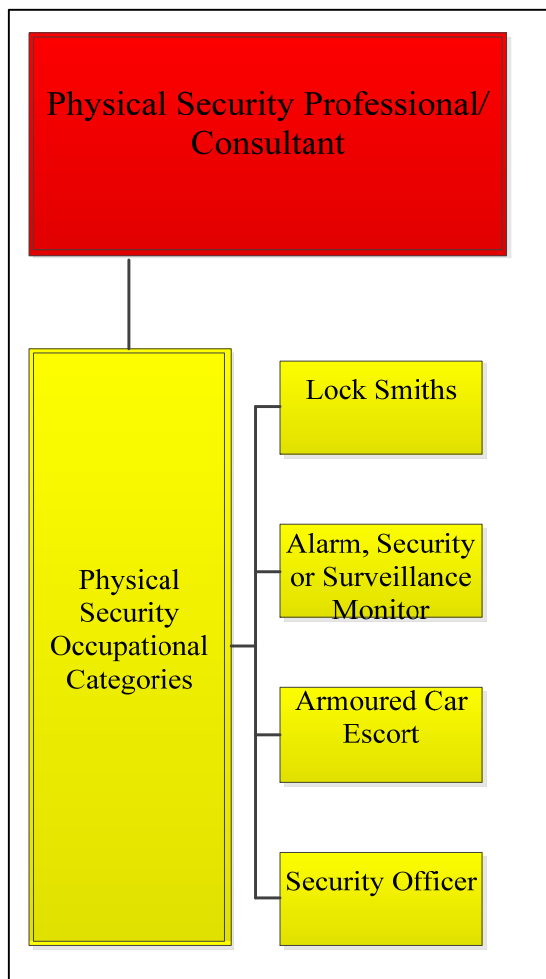 Physical Security Professional/
Consultant
Physical
Security
Occupational
Categories
Lock Smiths
Alarm, Security
or Surveillance
Monitor
Armoured Car
Escort
Security Officer